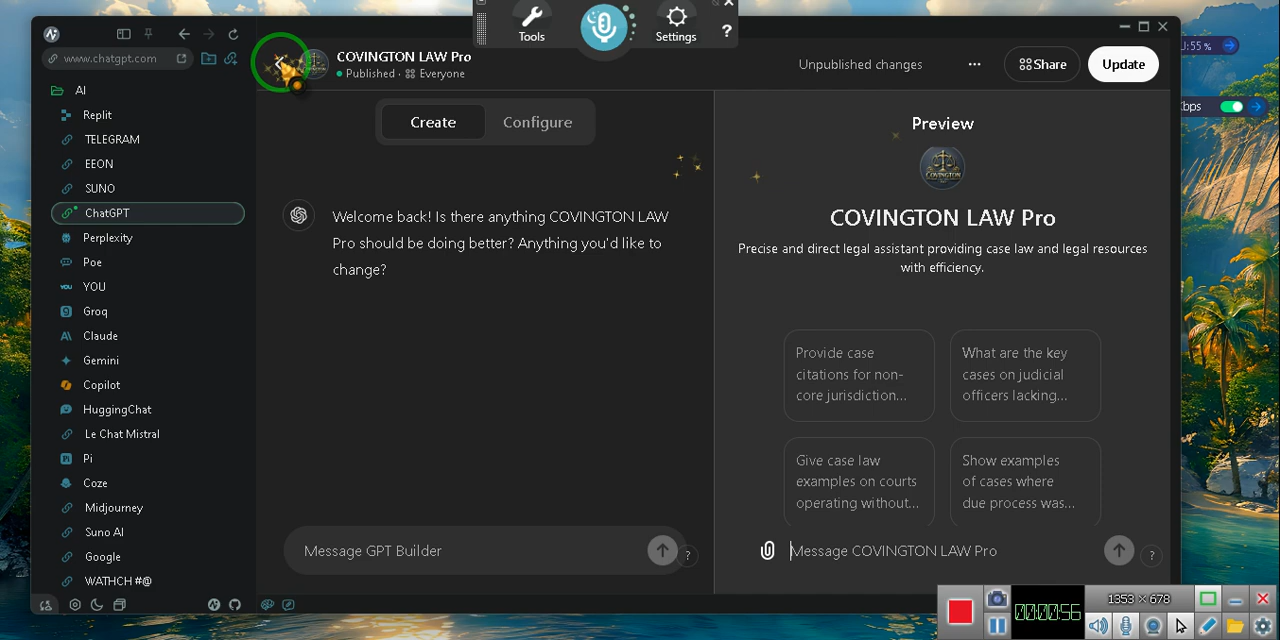 Tools
Settings
?
www.chatgpt.com
AI
Replit
TELEGRAM
EEON
SUNO
ChatGPT
Perplexity
Poe
YOU
YOU
Groq
Claude
Gemini
Copilot
HuggingChat
Le Chat Mistral
Pi
Coze
Midjourney
Suno AI
Google
WATHCH #@
COVINGTON LAW Pro
Published · Everyone
Unpublished changes
Share
Update
Create
Configure
Welcome back! Is there anything COVINGTON LAW
Pro should be doing better? Anything you'd like to
change?
Message GPT Builder
?
Preview
COVINGTON
COVINGTON LAW Pro
Precise and direct legal assistant providing case law and legal resources
with efficiency.
Provide case
citations for non-
core jurisdiction...
What are the key
cases on judicial
officers lacking...
Give case law
examples on courts
operating without...
Show examples
of cases where
due process was...
Message COVINGTON LAW Pro
?
J:55 %
bps
00:00:56
1353 × 678